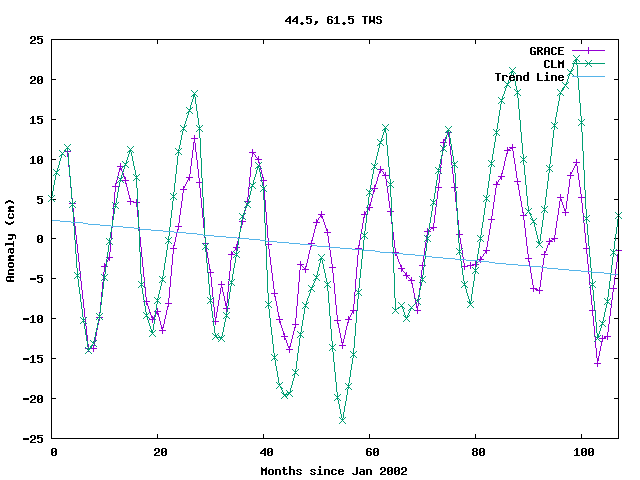 44.5, 61.5 TWS
GRACE
CLM
Trend Line
25
20
15
10
5
0
-5
-10
-15
-20
-25
Anomaly (cm)
0 20 40 60 80 100
Months since Jan 2002